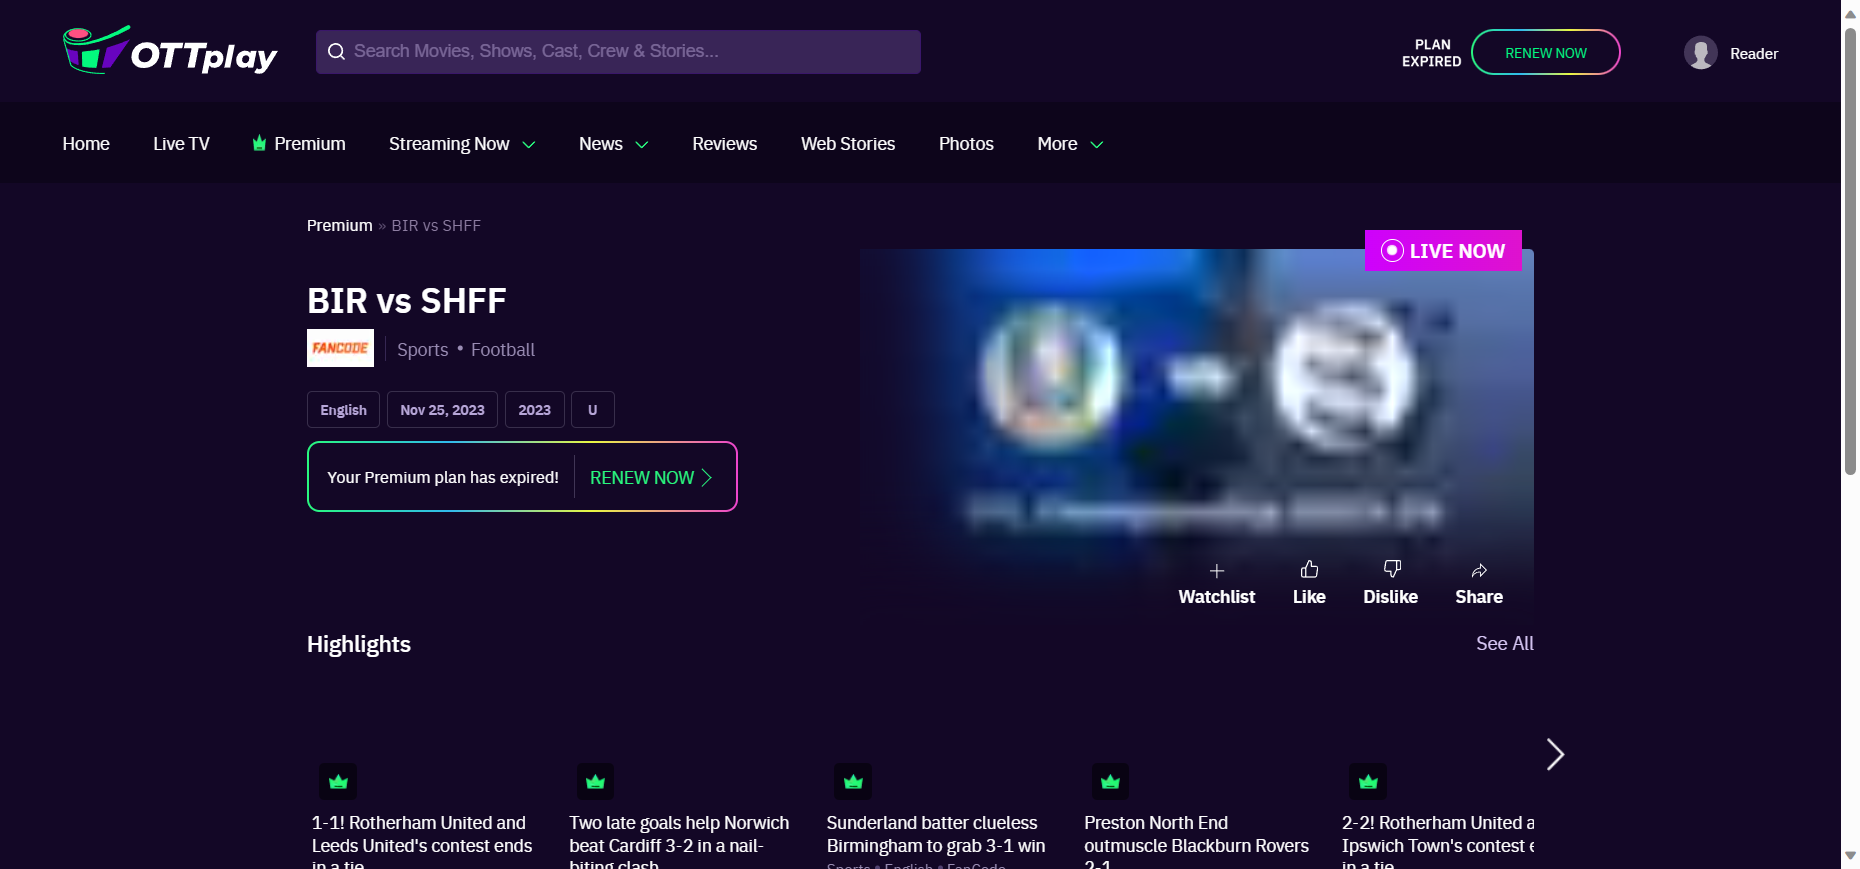 OTTplay
Search Movies, Shows, Cast, Crew & Stories...
PLAN
EXPIRED
RENEW NOW
Reader
Home
Live TV
Premium
Streaming Now
News
Reviews
Web Stories
Photos
More
Premium » BIR vs SHFF
LIVE NOW
BIR vs SHFF
FANCODE
Sports • Football
English
Nov 25, 2023
2023
U
Your Premium plan has expired!
RENEW NOW
Watchlist
Like
Dislike
Share
Highlights
See All
1-1! Rotherham United and
Leeds United's contest ends
in a tie
Two late goals help Norwich
beat Cardiff 3-2 in a nail-
biting clash
Sunderland batter clueless
Birmingham to grab 3-1 win
Sports • English • FanCode
Preston North End
outmuscle Blackburn Rovers
2-1
2-2! Rotherham United a
Ipswich Town's contest e
in a tie